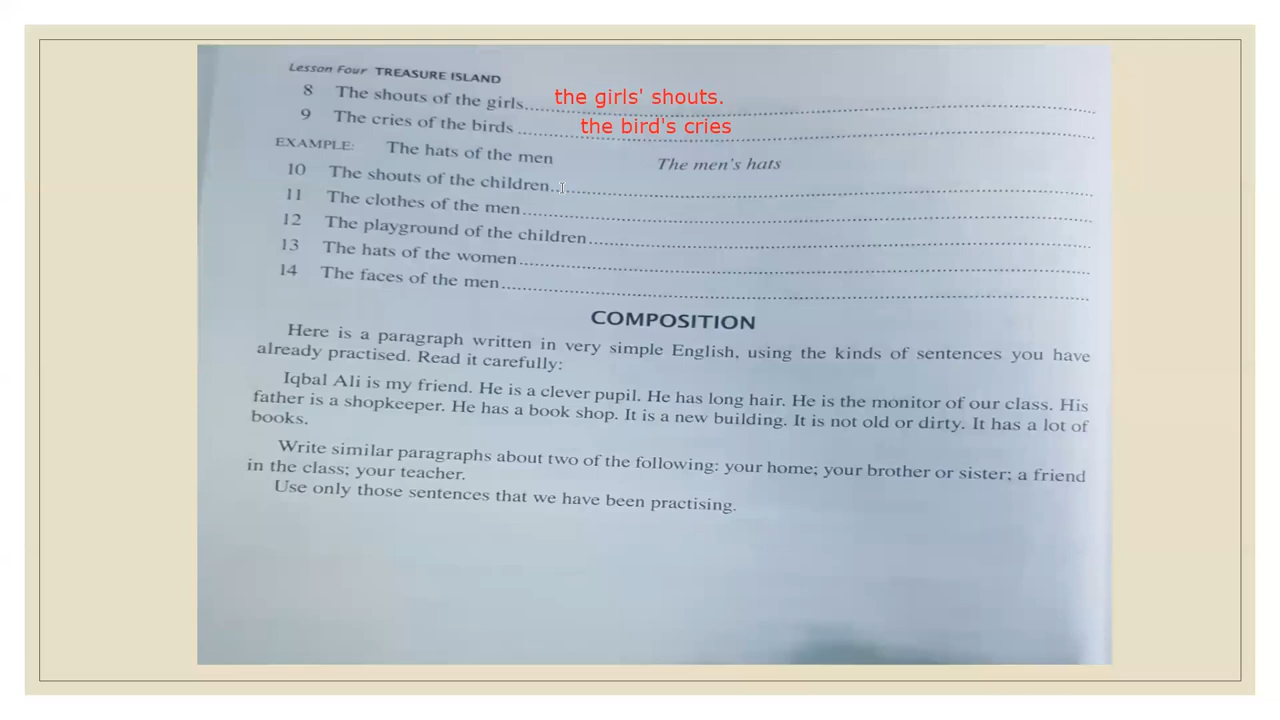 Lesson Four TREASURE ISLAND
8 The shouts of the girls.............. the girls' shouts.
9 The cries of the birds .............. the bird's cries
EXAMPLE: The hats of the men The men's hats
10 The shouts of the children..............
11 The clothes of the men..............
12 The playground of the children..............
13 The hats of the women..............
14 The faces of the men..............
COMPOSITION
Here is a paragraph written in very simple English, using the kinds of sentences you have
already practised. Read it carefully:
Iqbal Ali is my friend. He is a clever pupil. He has long hair. He is the monitor of our class. His
father is a shopkeeper. He has a book shop. It is a new building. It is not old or dirty. It has a lot of
books.
Write similar paragraphs about two of the following: your home; your brother or sister; a friend
in the class; your teacher.
Use only those sentences that we have been practising.